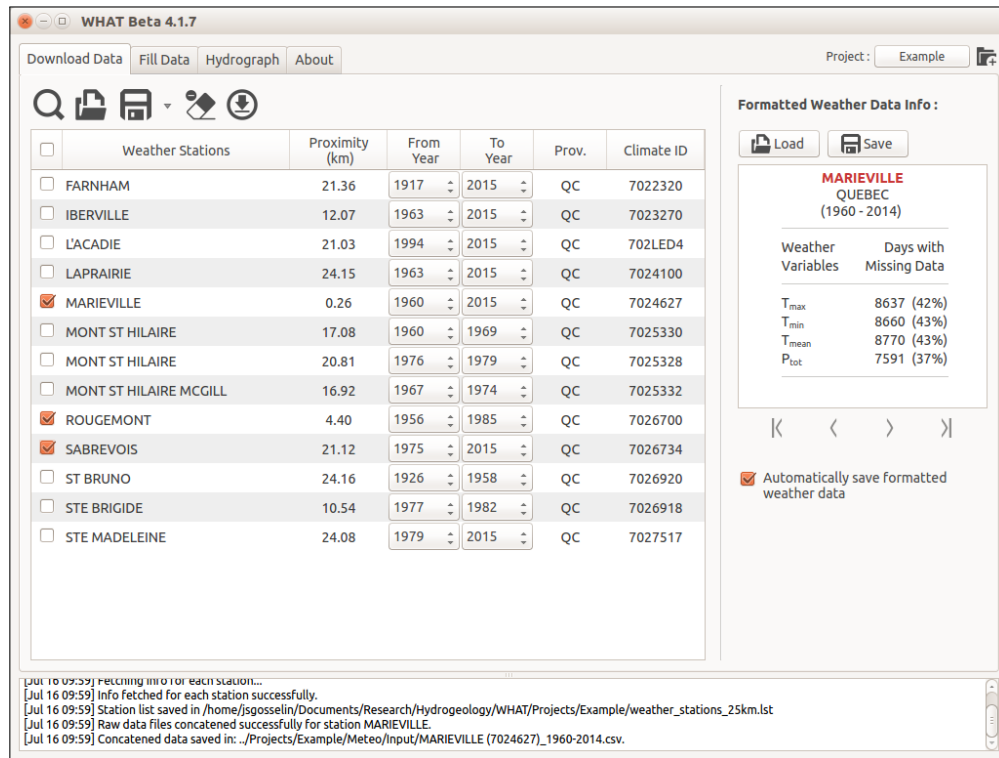 WHAT Beta 4.1.7
Download Data Fill Data Hydrograph About
Project : Example
Weather Stations Proximity (km) From Year To Year Prov. Climate ID
FARNHAM 21.36 1917 2015 QC 7022320
IBERVILLE 12.07 1963 2015 QC 7023270
L'ACADIE 21.03 1994 2015 QC 702LED4
LAPRAIRIE 24.15 1963 2015 QC 7024100
MARIEVILLE 0.26 1960 2015 QC 7024627
MONT ST HILAIRE 17.08 1960 1969 QC 7025330
MONT ST HILAIRE 20.81 1976 1979 QC 7025328
MONT ST HILAIRE MCGILL 16.92 1967 1974 QC 7025332
ROUGEMONT 4.40 1956 1985 QC 7026700
SABREVOIS 21.12 1975 2015 QC 7026734
ST BRUNO 24.16 1926 1958 QC 7026920
STE BRIGIDE 10.54 1977 1982 QC 7026918
STE MADELEINE 24.08 1979 2015 QC 7027517
Formatted Weather Data Info :
Load Save
MARIEVILLE
QUEBEC
(1960 - 2014)
Weather Days with
Variables Missing Data
Tmax 8637 (42%)
Tmin 8660 (43%)
Tmean 8770 (43%)
Ptot 7591 (37%)
Automatically save formatted
weather data
[Jul 16 09:59] Fetching info for each station...
[Jul 16 09:59] Info fetched for each station successfully.
[Jul 16 09:59] Station list saved in /home/jsgosselin/Documents/Research/Hydrogeology/WHAT/Projects/Example/weather_stations_25km.lst
[Jul 16 09:59] Raw data files concatened successfully for station MARIEVILLE.
[Jul 16 09:59] Concatened data saved in: ../Projects/Example/Meteo/Input/MARIEVILLE (7024627)_1960-2014.csv.